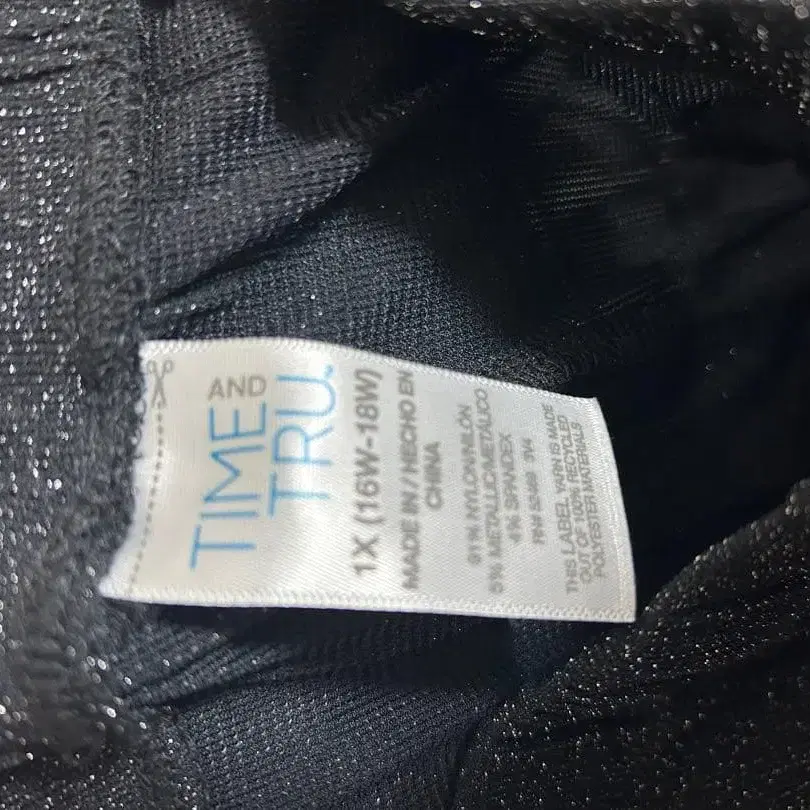 TIME
AND
TRU.
1X (16W-18W)
MADE IN / HECHO EN
CHINA
91% NYLON/NILÓN
5% METALLIC/METÁLICO
4% SPANDEX
THIS LABEL YARN IS MADE
OUT OF 100% RECYCLED
POLYESTER MATERIALS